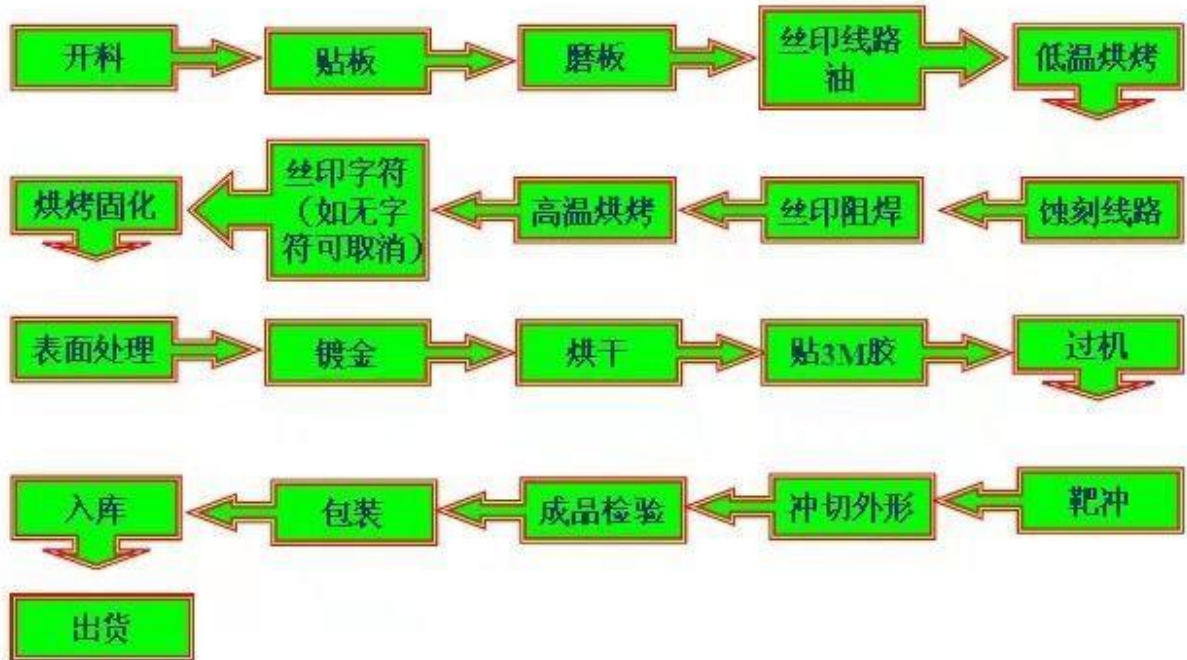 开料
贴板
磨板
丝印线路
油
低温烘烤
烘烤固化
丝印字符
（如无字
符可取消）
高温烘烤
丝印阻焊
蚀刻线路
表面处理
镀金
烘干
贴3M胶
过机
入库
包装
成品检验
冲切外形
靶冲
出货